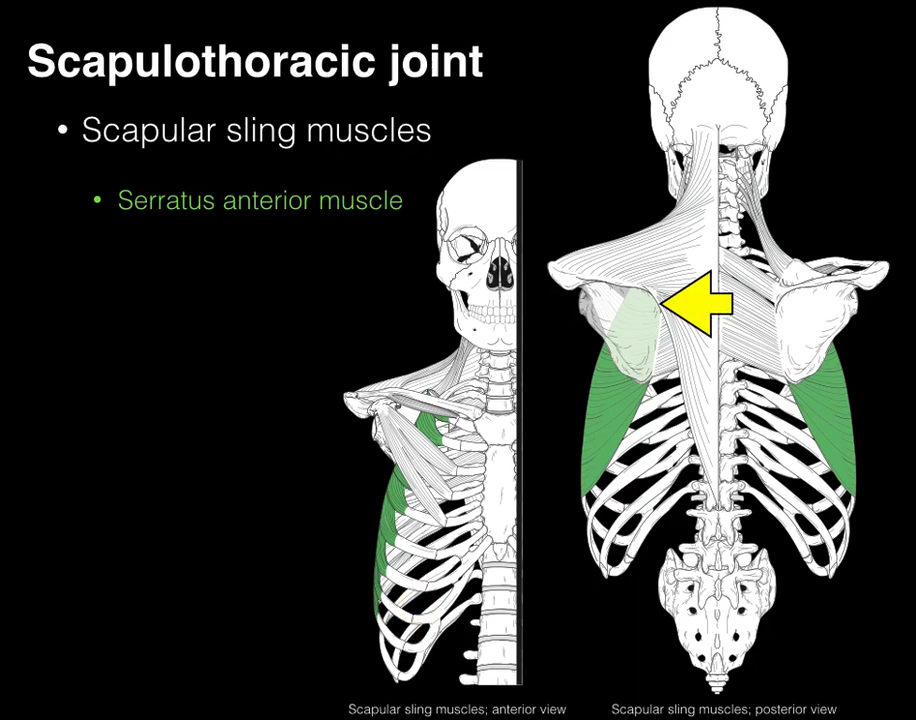 Scapulothoracic joint
• Scapular sling muscles
• Serratus anterior muscle
Scapular sling muscles; anterior view
Scapular sling muscles; posterior view